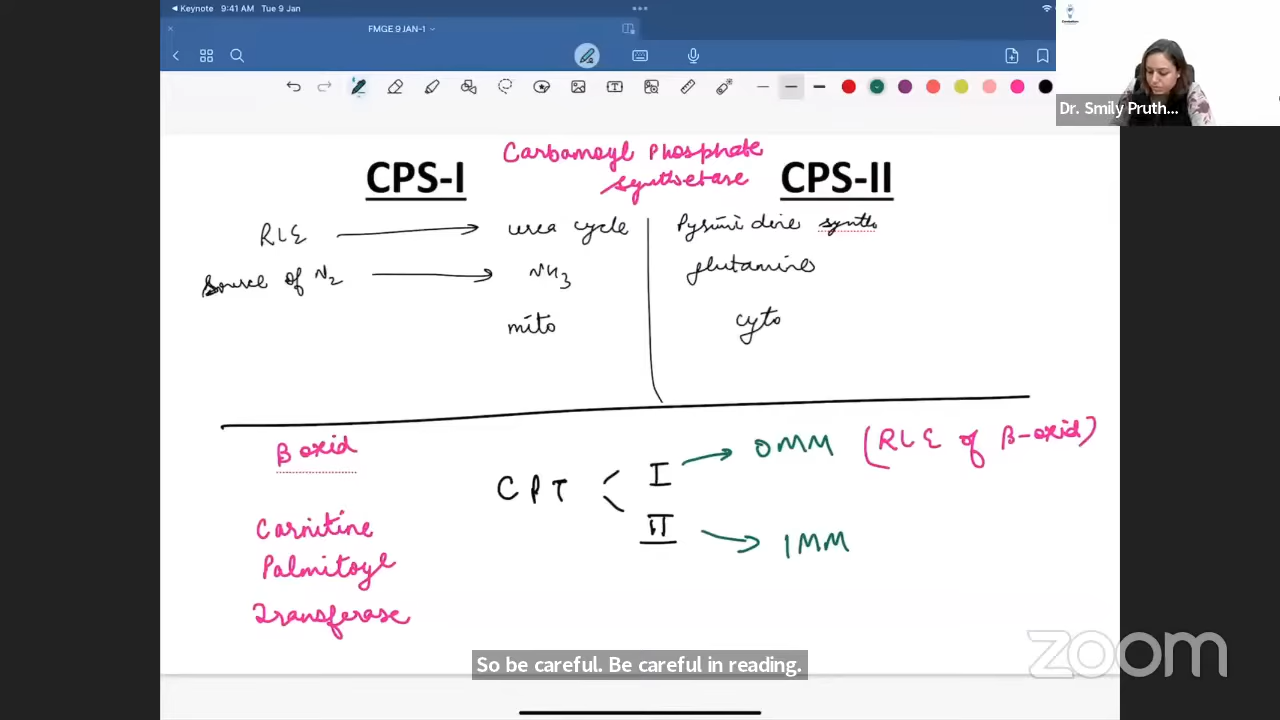 Keynote 9:41 AM Tue 9 Jan
FMGE 9 JAN-1
Dr. Smily Pruth...
Carbamoyl Phosphate
Synthetase
CPS-I CPS-II
RLE → urea cycle Pyrimidine synth.
Source of N2 → NH3 glutamine
mito cyto
B oxid
CPT I → OMM (RLE of β-oxid)
II → IMM
Carnitine
Palmitoyl
Transferase
So be careful. Be careful in reading.
zoom